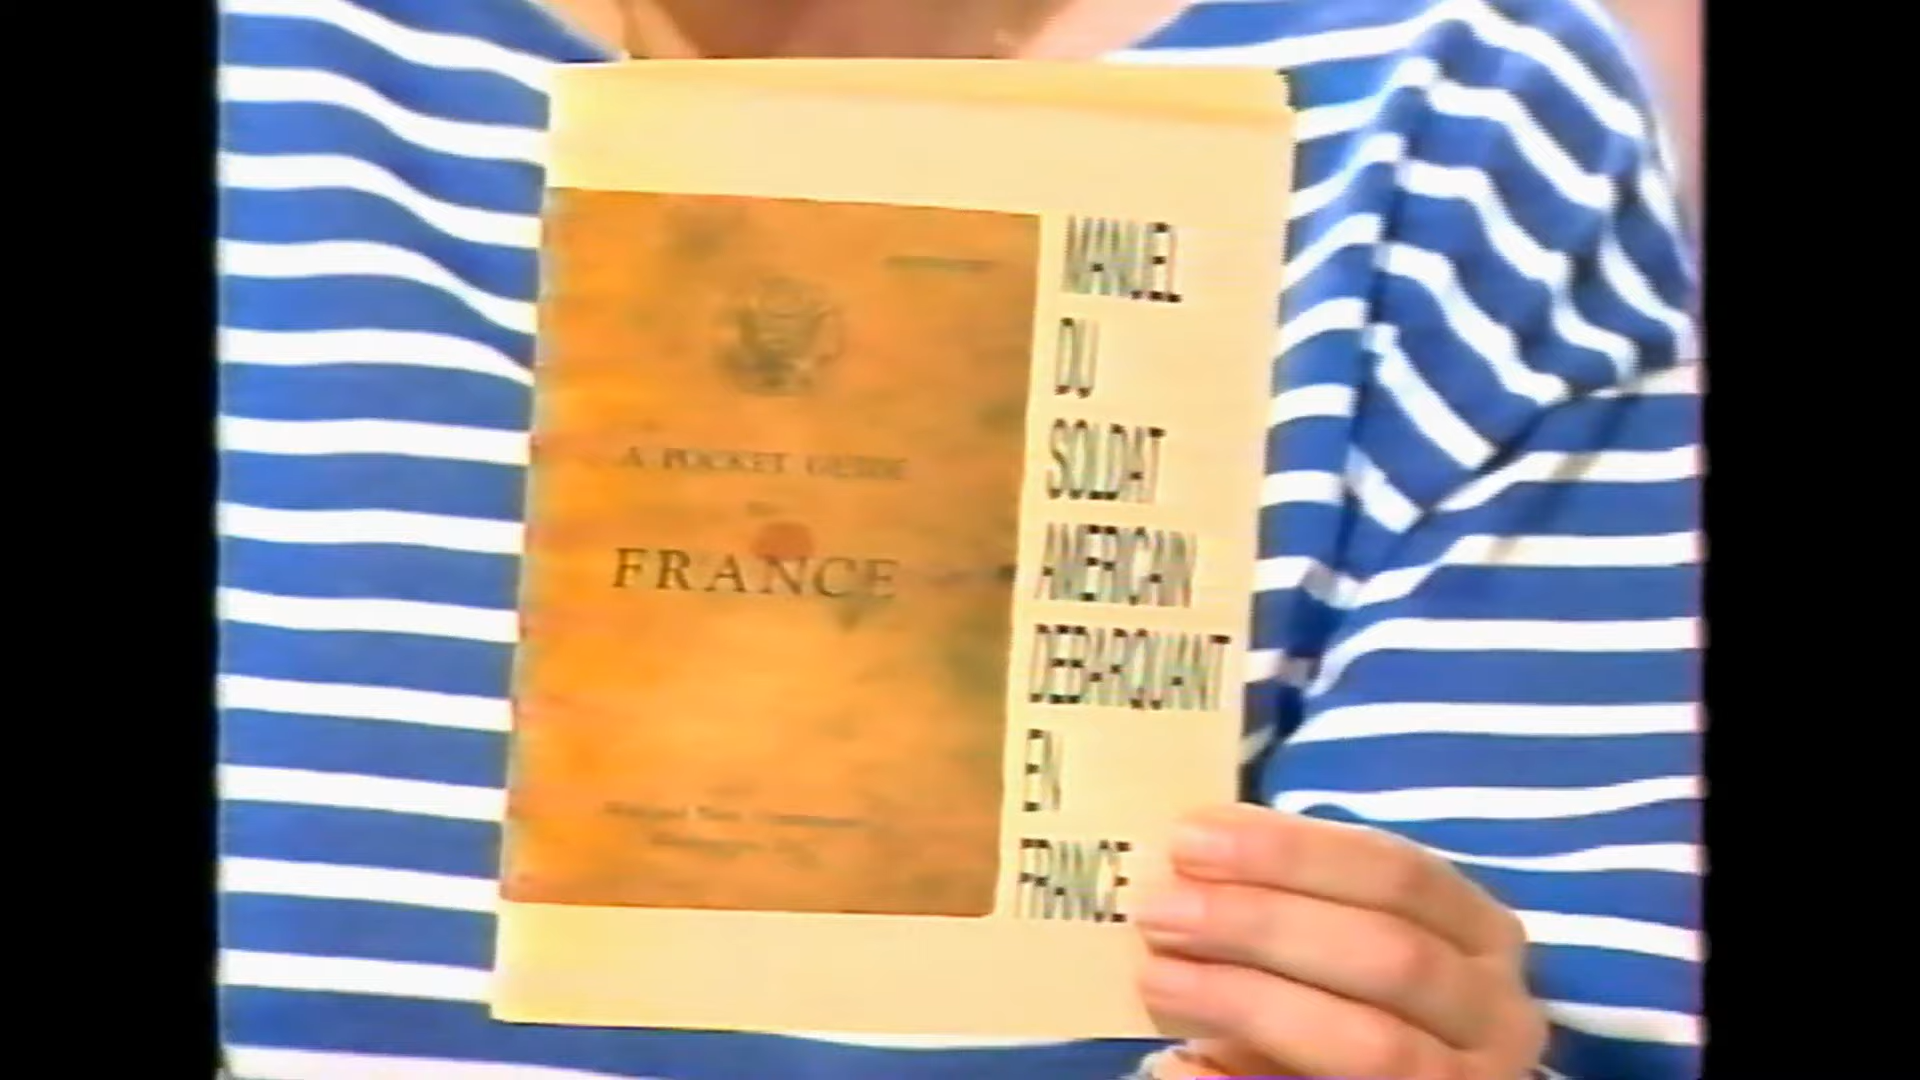 A POCKET GUIDE
FRANCE
MANUEL
DU
SOLDAT
AMERICAIN
DEBARQUANT
EN
FRANCE